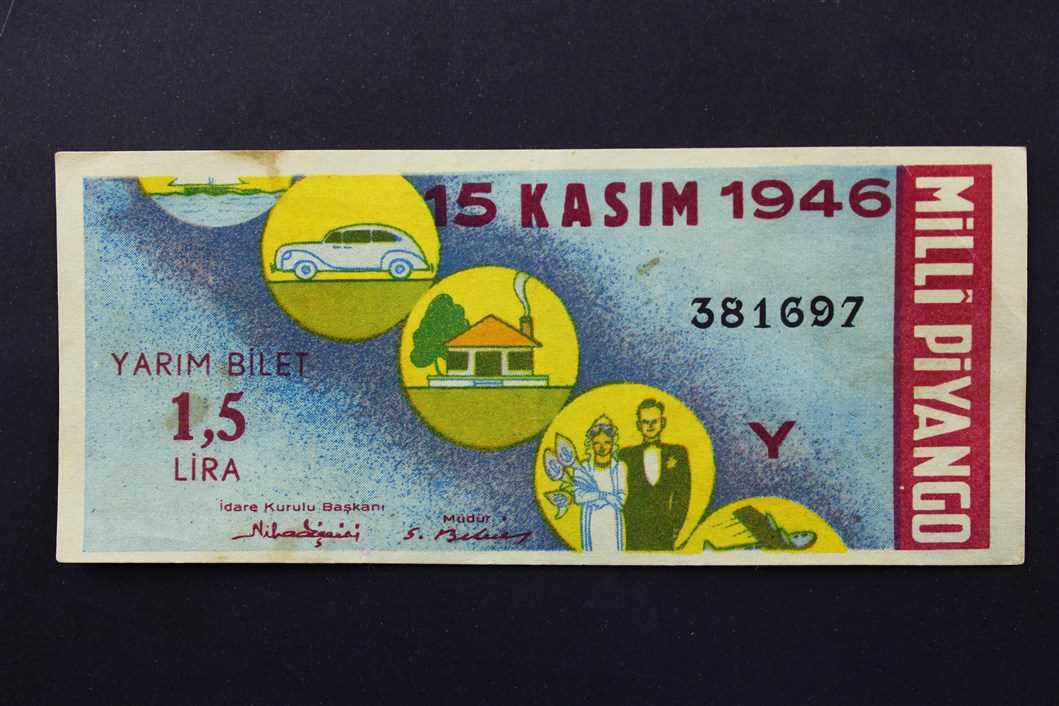 15 KASIM 1946
MİLLİ PİYANGO
381697
YARIM BİLET
1,5
LİRA
Y
İdare Kurulu Başkanı
Müdür